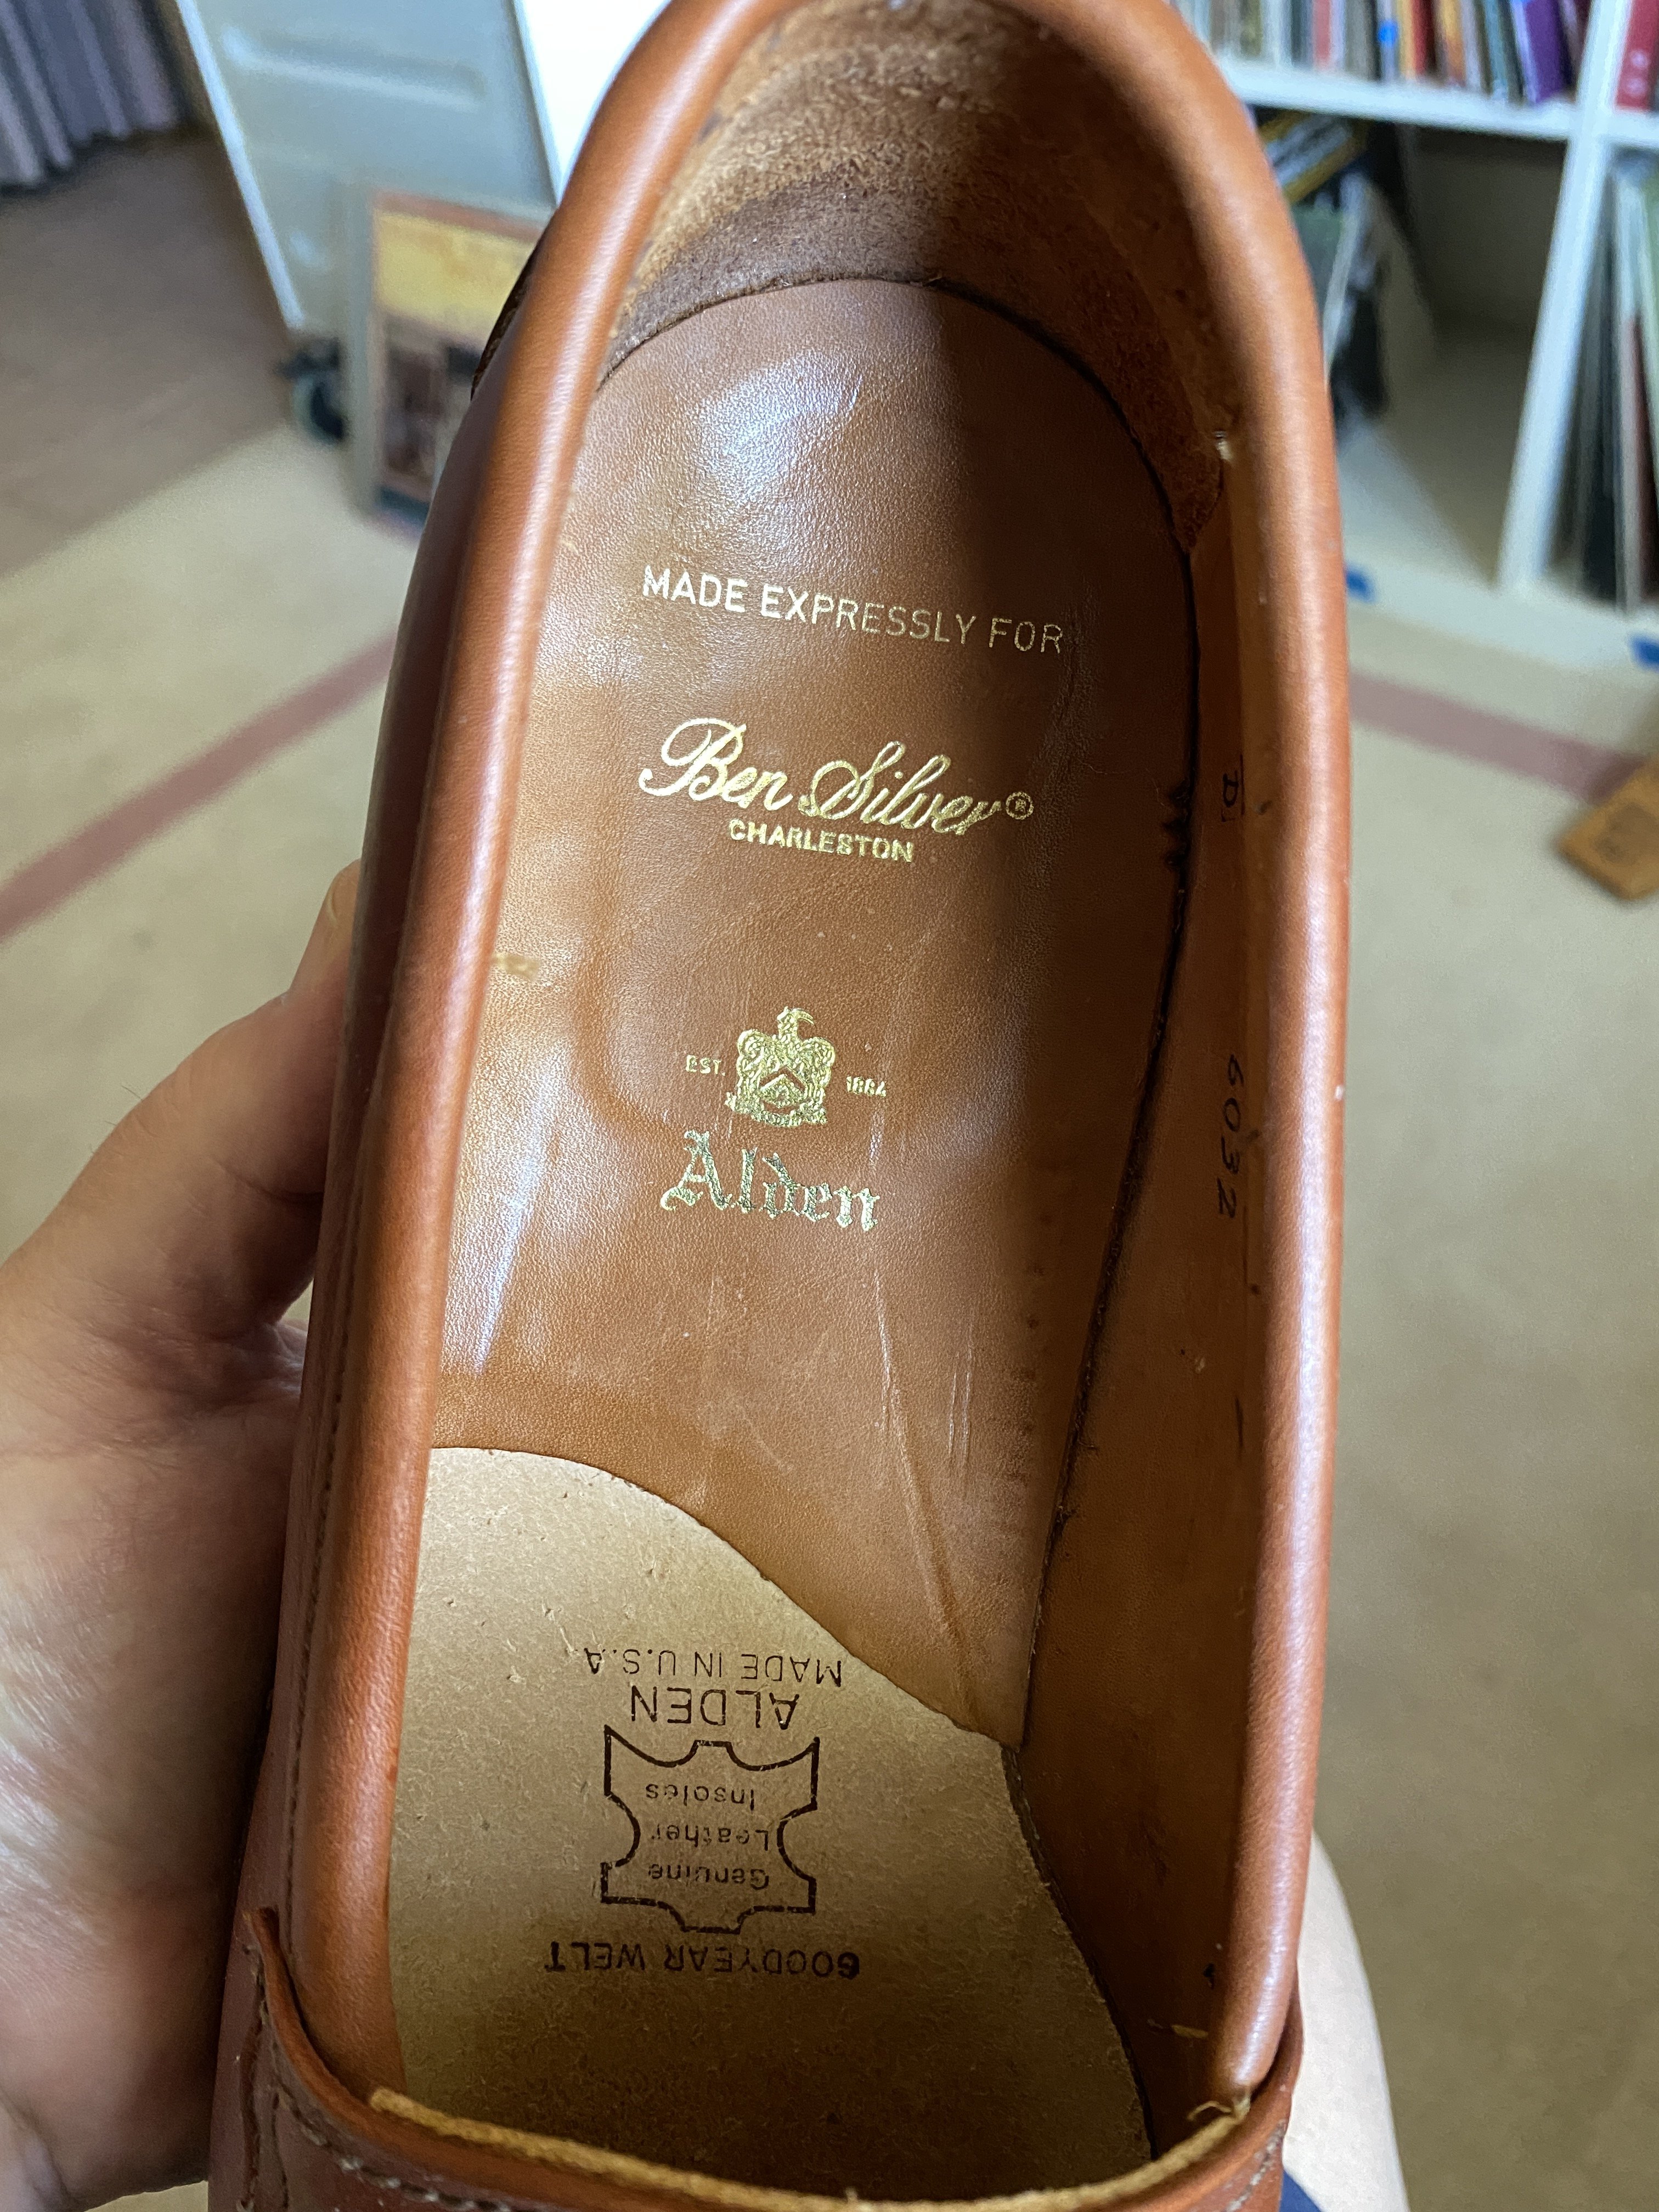 MADE EXPRESSLY FOR
Ben Silver®
CHARLESTON
EST. 1884
Alden
D
6032
GOODYEAR WELT
Genuine
Leather
Insoles
ALDEN
MADE IN U.S.A.